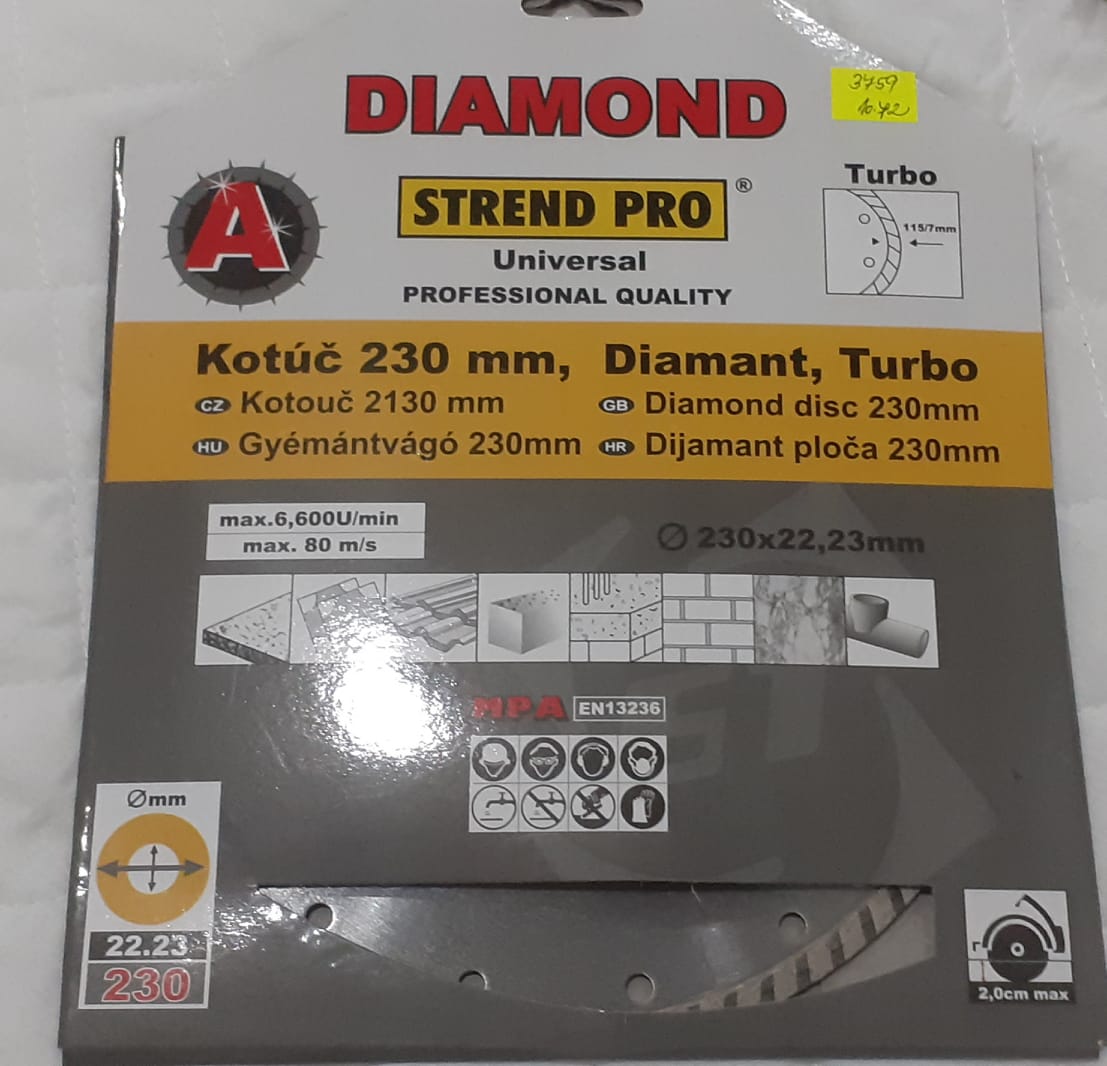 DIAMOND
3759
10.72
A
STREND PRO ®
Universal
PROFESSIONAL QUALITY
Turbo
115/7mm
Kotúč 230 mm, Diamant, Turbo
CZ Kotouč 2130 mm
GB Diamond disc 230mm
HU Gyémántvágó 230mm
HR Dijamant ploča 230mm
max.6,600U/min
max. 80 m/s
Ø 230x22,23mm
MPA EN13236
Ømm
22.23
230
2,0cm max